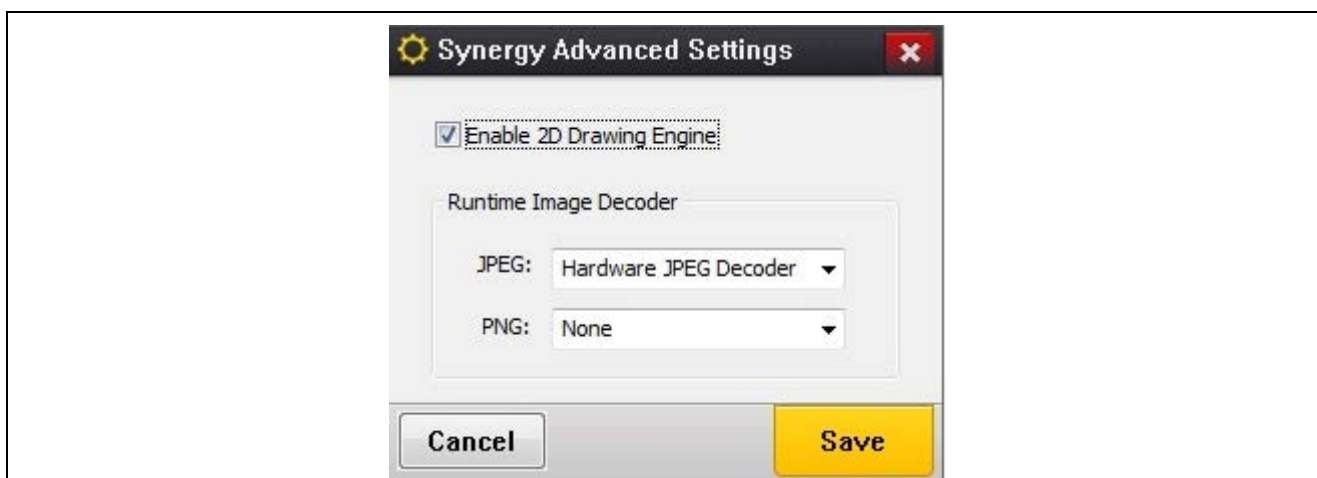 Synergy Advanced Settings
Enable 2D Drawing Engine
Runtime Image Decoder
JPEG: Hardware JPEG Decoder
PNG: None
Cancel Save